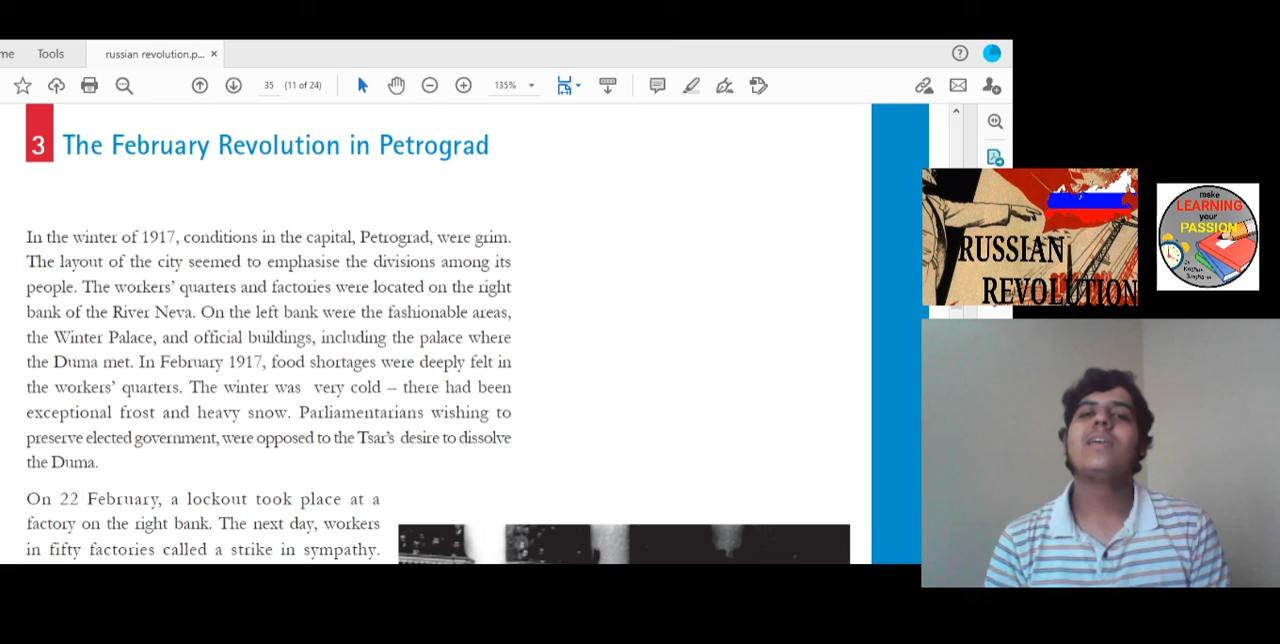 me
Tools
russian revolution.p... ×
?
35
(11 of 24)
135%
3
The February Revolution in Petrograd
In the winter of 1917, conditions in the capital, Petrograd, were grim.
The layout of the city seemed to emphasise the divisions among its
people. The workers' quarters and factories were located on the right
bank of the River Neva. On the left bank were the fashionable areas,
the Winter Palace, and official buildings, including the palace where
the Duma met. In February 1917, food shortages were deeply felt in
the workers' quarters. The winter was very cold – there had been
exceptional frost and heavy snow. Parliamentarians wishing to
preserve elected government, were opposed to the Tsar's desire to dissolve
the Duma.
On 22 February, a lockout took place at a
factory on the right bank. The next day, workers
in fifty factories called a strike in sympathy.
RUSSIAN
REVOLUTION
make
LEARNING
your
PASSION